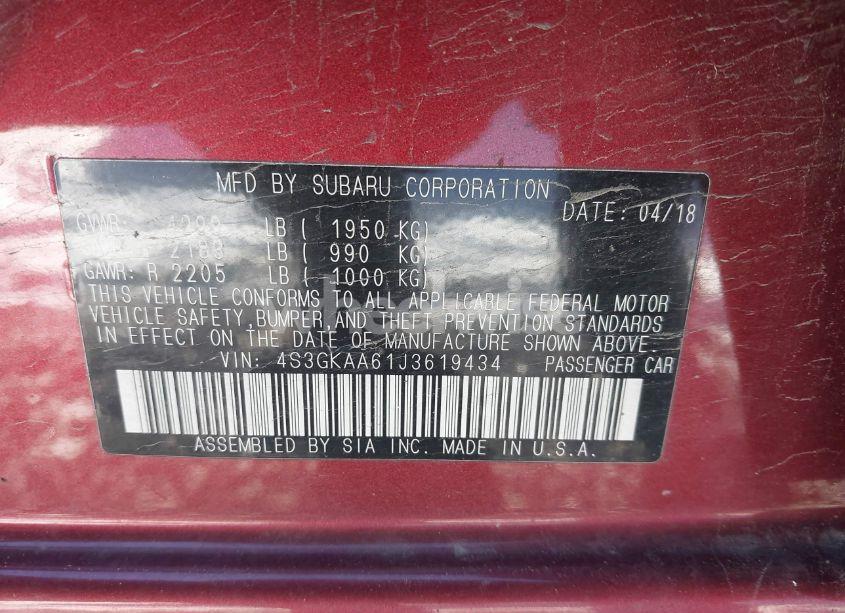 MFD BY SUBARU CORPORATION
DATE: 04/18
GVWR: LB ( 1950 KG)
2183 LB ( 990 KG)
GAWR: R 2205 LB ( 1000 KG)
THIS VEHICLE CONFORMS TO ALL APPLICABLE FEDERAL MOTOR
VEHICLE SAFETY, BUMPER, AND THEFT PREVENTION STANDARDS
IN EFFECT ON THE DATE OF MANUFACTURE SHOWN ABOVE
VIN: 4S3GKAA61J3619434 PASSENGER CAR
ASSEMBLED BY SIA INC. MADE IN U.S.A.